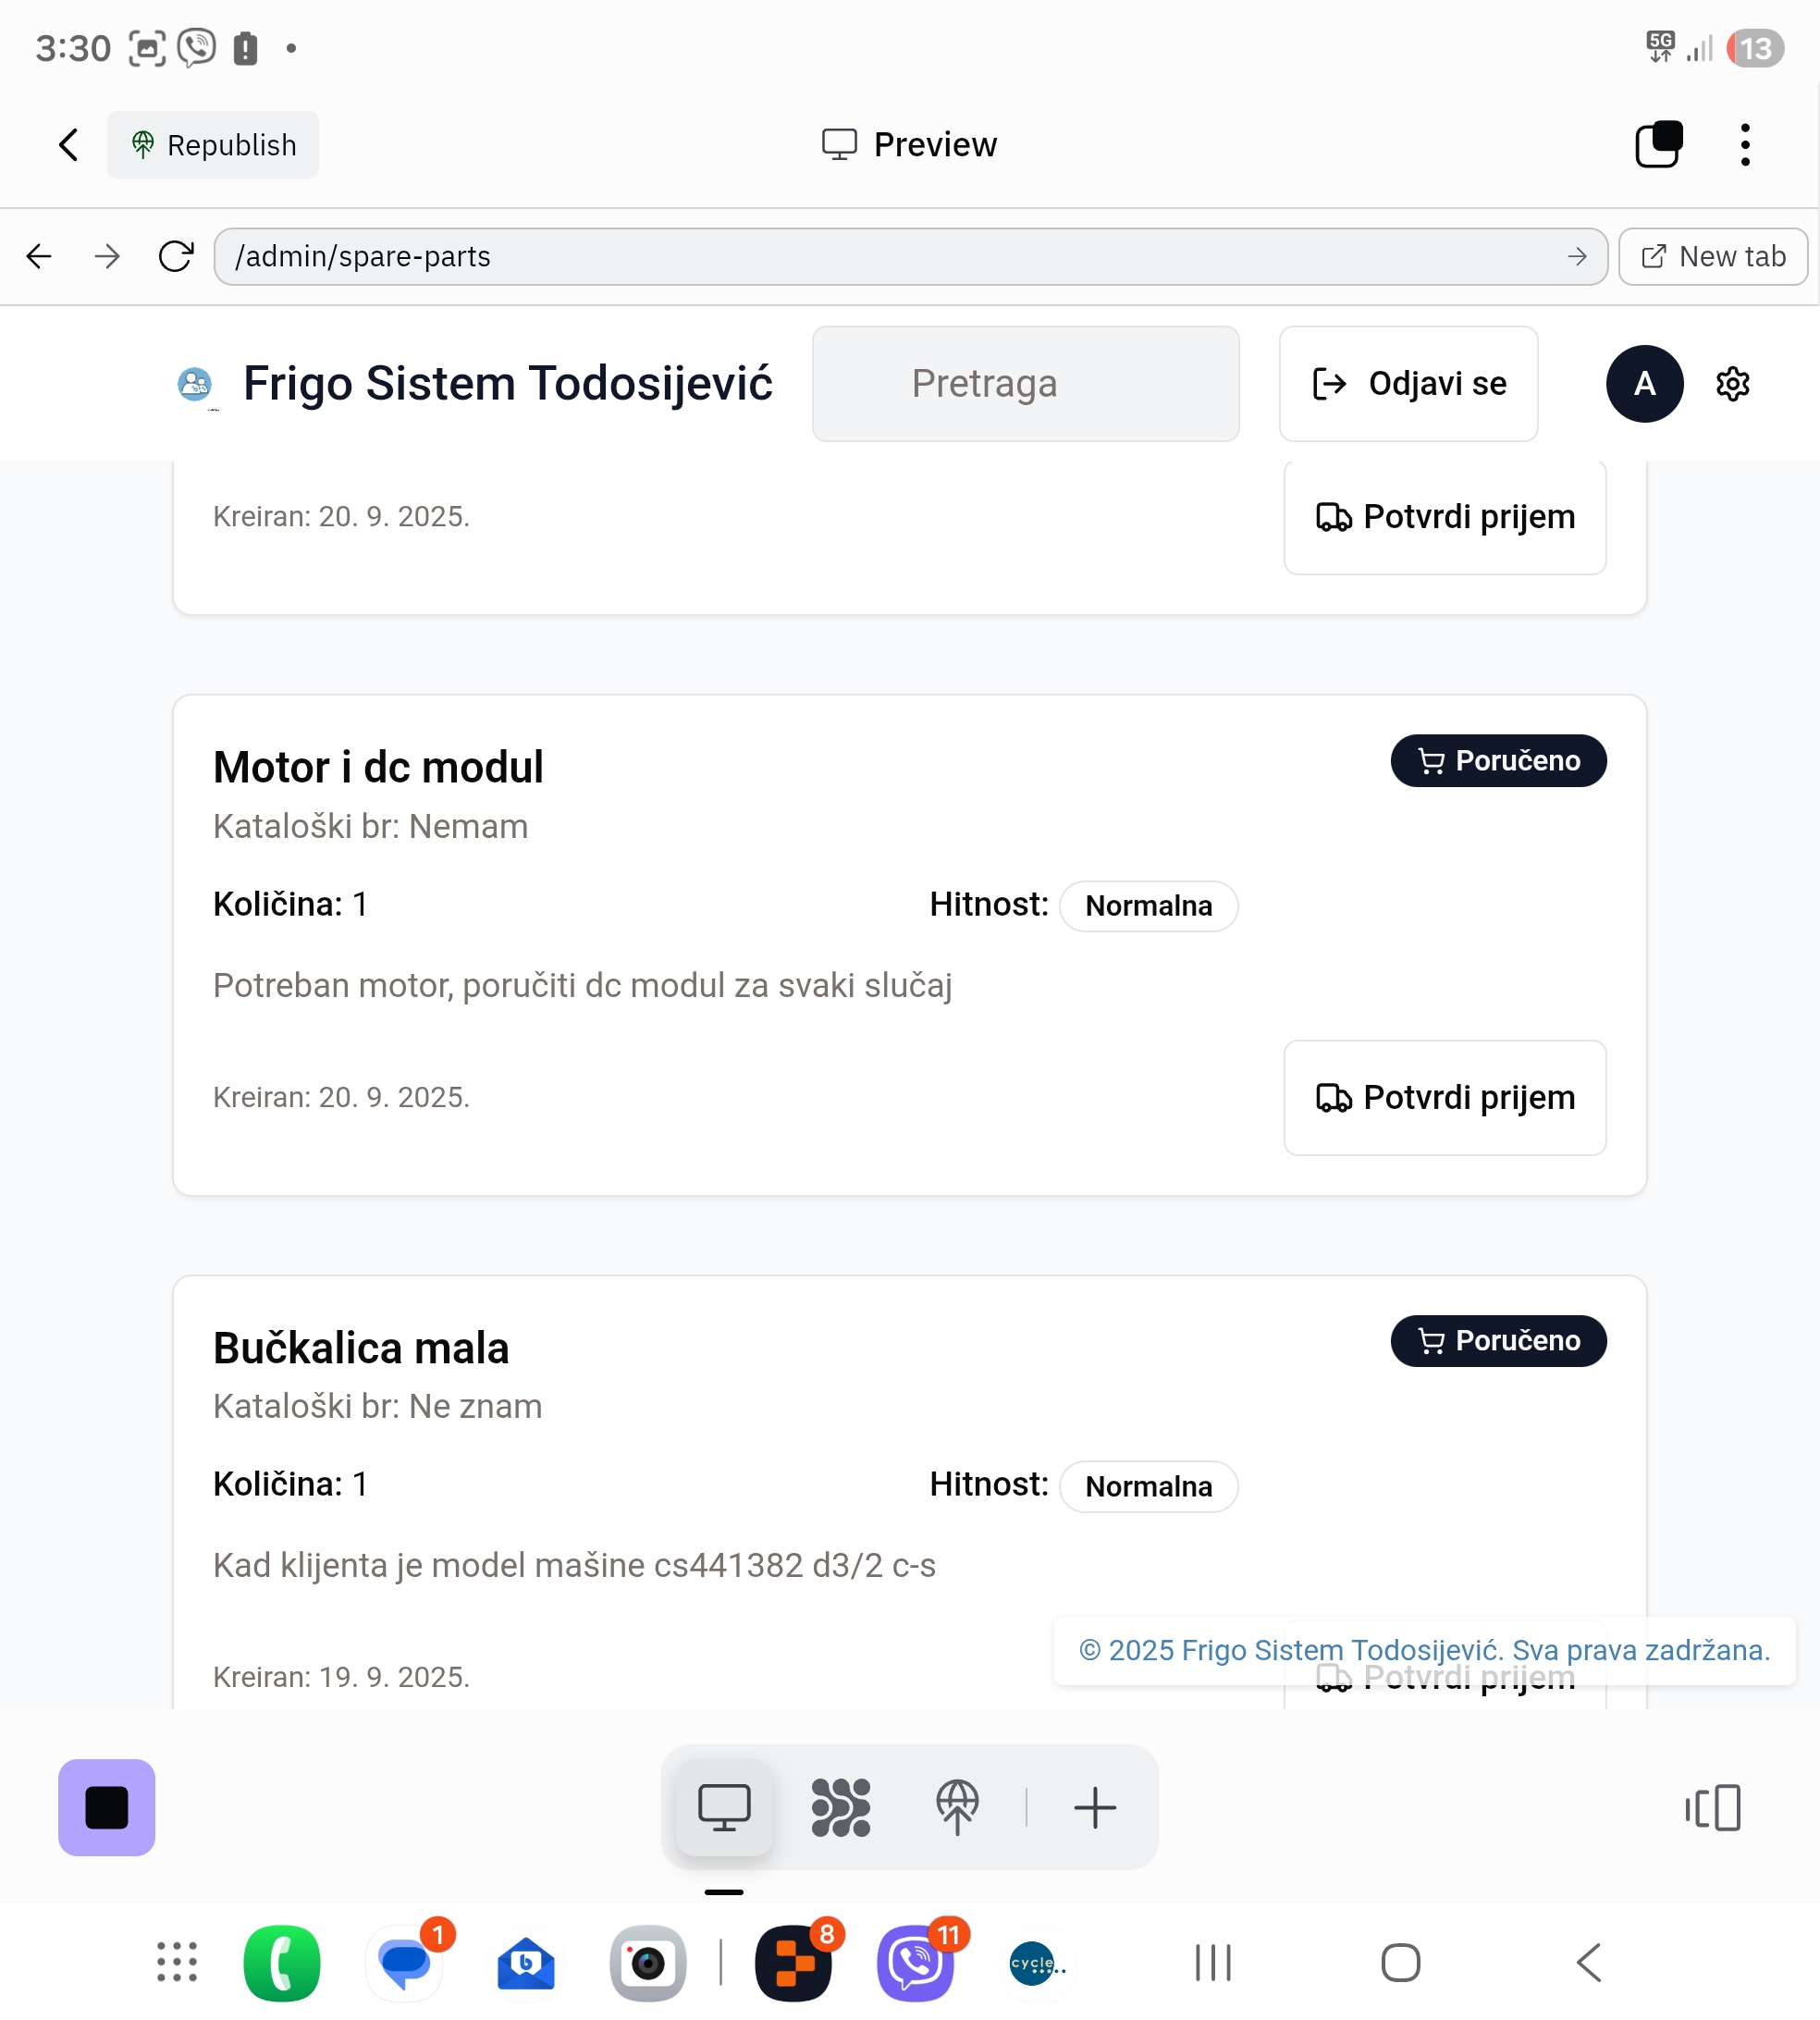 3:30
5G
13
Republish
Preview
/admin/spare-parts
New tab
Frigo Sistem Todosijević
Pretraga
Odjavi se
A
Kreiran: 20. 9. 2025.
Potvrdi prijem
Motor i dc modul
Poručeno
Kataloški br: Nemam
Količina: 1
Hitnost: Normalna
Potreban motor, poručiti dc modul za svaki slučaj
Kreiran: 20. 9. 2025.
Potvrdi prijem
Bučkalica mala
Poručeno
Kataloški br: Ne znam
Količina: 1
Hitnost: Normalna
Kad klijenta je model mašine cs441382 d3/2 c-s
© 2025 Frigo Sistem Todosijević. Sva prava zadržana.
Kreiran: 19. 9. 2025.
Potvrdi prijem
1
b
8
11
cycle